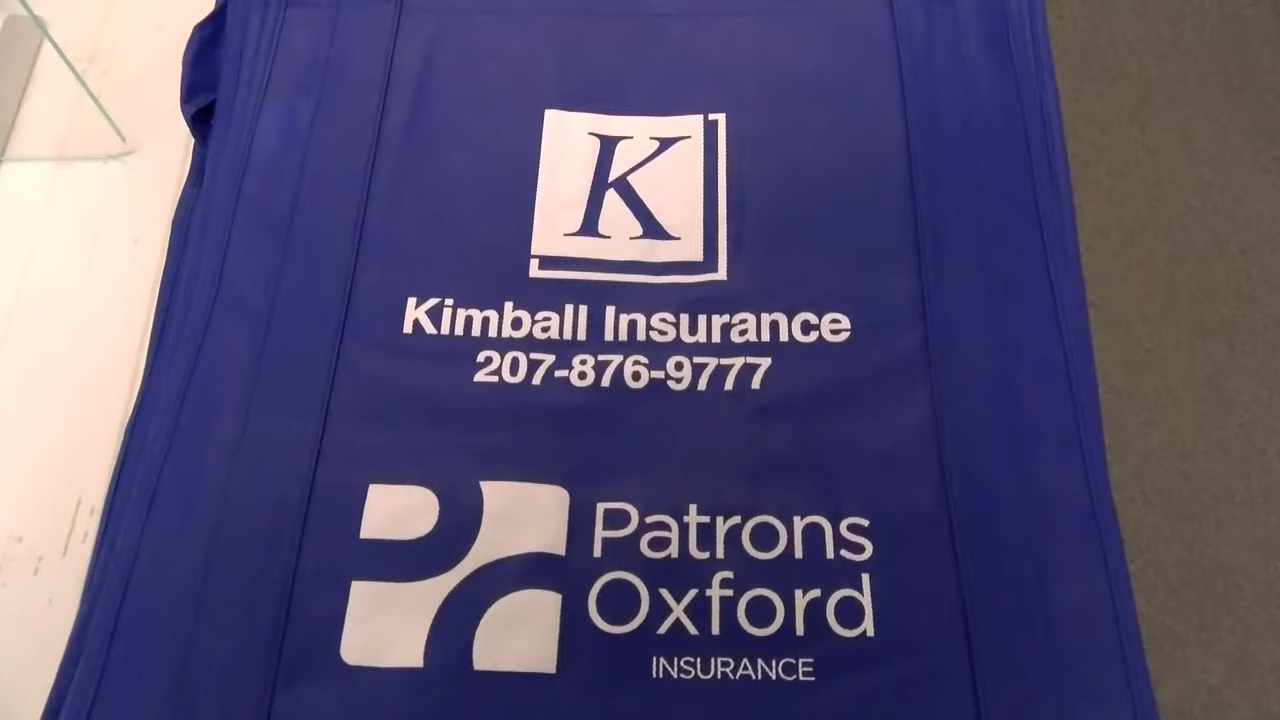 K
Kimball Insurance
207-876-9777
Patrons
Oxford
INSURANCE